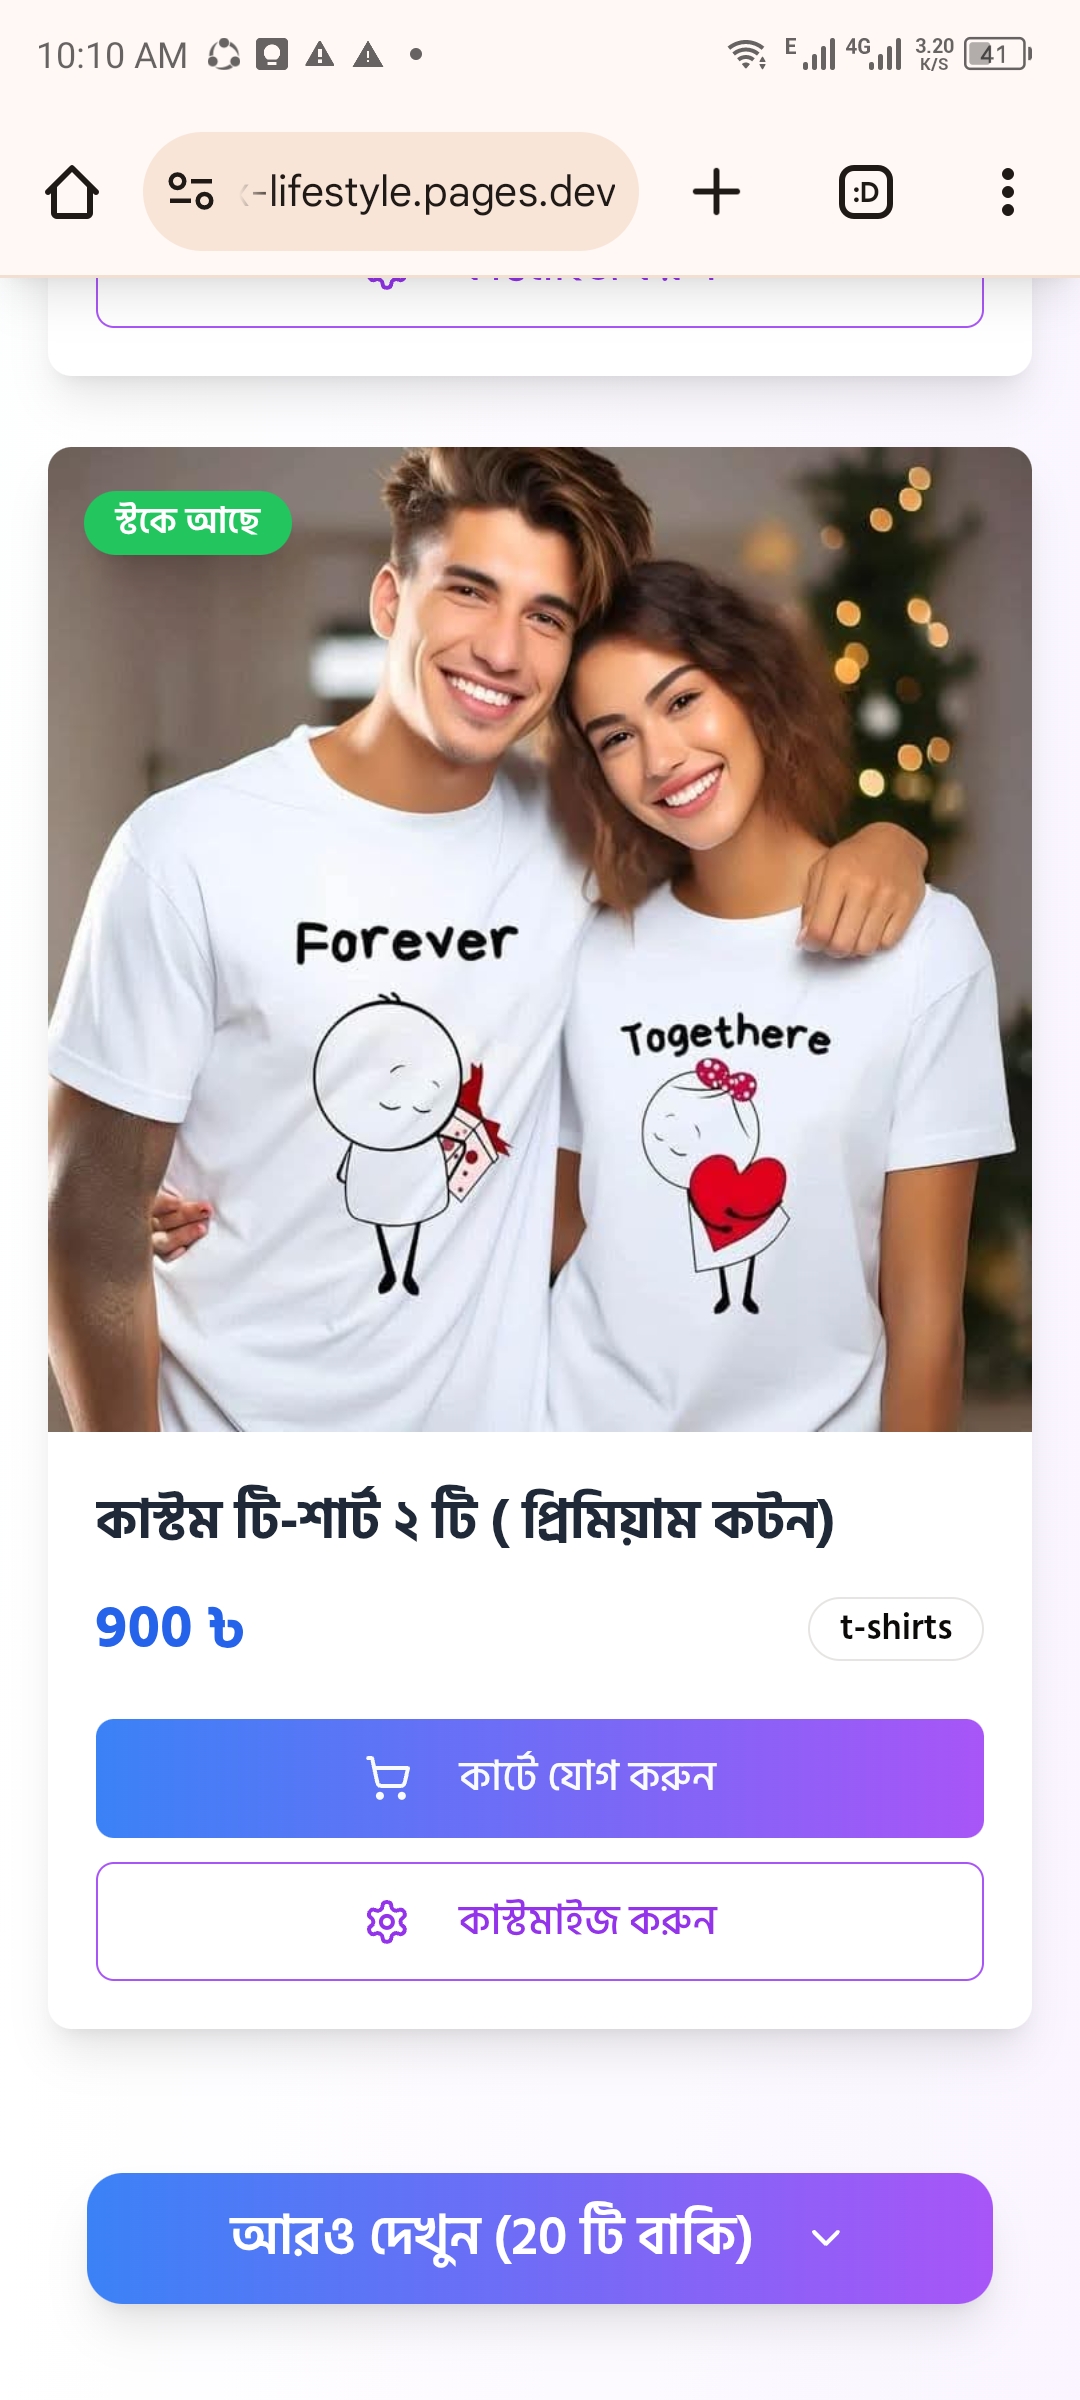 10:10 AM
E
4G
3.20
K/S
41
-lifestyle.pages.dev
:D
স্টকে আছে
Forever
Togethere
কাস্টম টি-শার্ট ২ টি ( প্রিমিয়াম কটন)
900 ৳
t-shirts
কার্টে যোগ করুন
কাস্টমাইজ করুন
আরও দেখুন (20 টি বাকি)